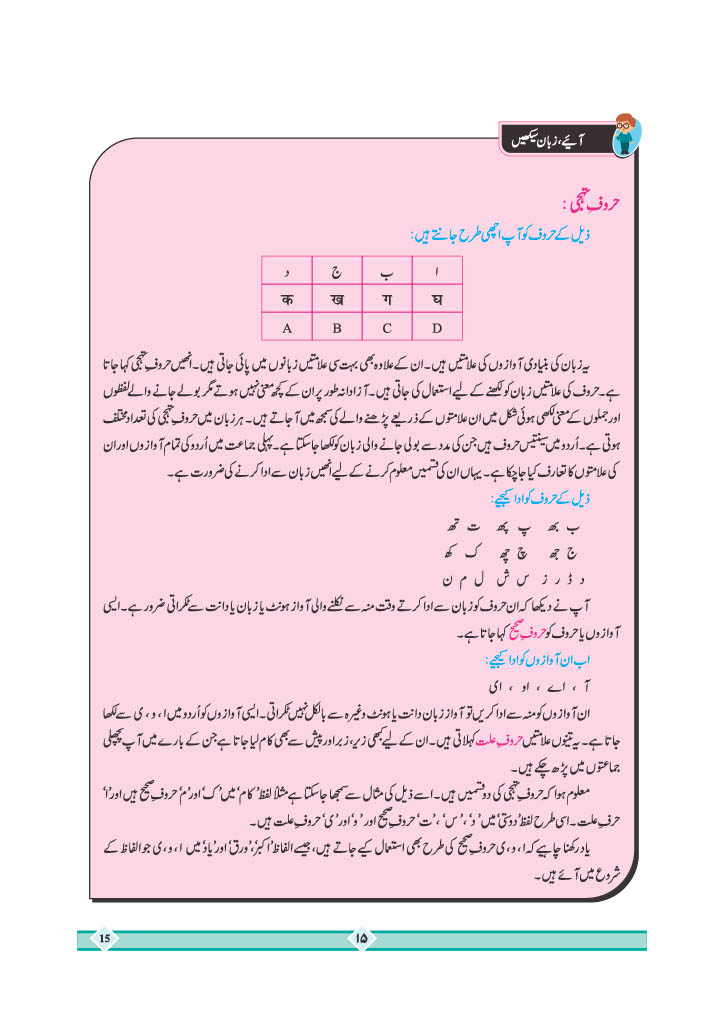 آئیے، زبان سیکھیں
حروفِ تہجّی :
ذیل کے حروف کو آپ اچھی طرح جانتے ہیں:
ا ب ج د
क ख ग घ
A B C D
یہ زبان کی بنیادی آوازوں کی علامتیں ہیں۔ ان کے علاوہ بھی بہت سی علامتیں زبانوں میں پائی جاتی ہیں۔ انھیں حروفِ تہجّی کہا جاتا
ہے۔ حروف کی علامتیں زبان کو لکھنے کے لیے استعمال کی جاتی ہیں۔ آزادانہ طور پر ان کے کچھ معنی نہیں ہوتے مگر بولے جانے والے لفظوں
اور جملوں کے معنی لکھی ہوئی شکل میں ان علامتوں کے ذریعے پڑھنے والے کی سمجھ میں آجاتے ہیں۔ ہر زبان میں حروفِ تہجّی کی تعداد مختلف
ہوتی ہے۔ اُردو میں سینتیس حروف ہیں جن کی مدد سے بولی جانے والی زبان کو لکھا جاسکتا ہے۔ پہلی جماعت میں اُردو کی تمام آوازوں اور ان
کی علامتوں کا تعارف کیا جاچکا ہے۔ یہاں ان کی قسمیں معلوم کرنے کے لیے انھیں زبان سے ادا کرنے کی ضرورت ہے۔
ذیل کے حروف کو ادا کیجیے:
ب بھ پ پھ ت تھ
ج جھ چ چھ ک کھ
د ڈ ر ز س ش ل م ن
آپ نے دیکھا کہ ان حروف کو زبان سے ادا کرتے وقت منہ سے نکلنے والی آواز ہونٹ یا زبان یا دانت سے ٹکراتی ضرور ہے۔ ایسی
آوازوں یا حروف کو حروفِ صحیح کہا جاتا ہے۔
اب ان آوازوں کو ادا کیجیے:
آ ، اے ، او ، ای
ان آوازوں کو منہ سے ادا کریں تو آواز زبان دانت یا ہونٹ وغیرہ سے بالکل نہیں ٹکراتی۔ ایسی آوازوں کو اُردو میں ا، و، ی سے لکھا
جاتا ہے۔ یہ تینوں علامتیں حروفِ علت کہلاتی ہیں۔ ان کے لیے کبھی زیر، زبر اور پیش سے بھی کام لیا جاتا ہے جن کے بارے میں آپ پچھلی
جماعتوں میں پڑھ چکے ہیں۔
معلوم ہوا کہ حروفِ تہجّی کی دو قسمیں ہیں۔ اسے ذیل کی مثال سے سمجھا جاسکتا ہے مثلاً لفظ 'کام' میں 'ک' اور 'م' حروفِ صحیح ہیں اور 'ا'
حرفِ علت۔ اسی طرح لفظ 'دوستی' میں 'د'، 'س'، 'ت' حروفِ صحیح اور 'و' اور 'ی' حروفِ علت ہیں۔
یاد رکھنا چاہیے کہ ا، و، ی حروفِ صحیح کی طرح بھی استعمال کیے جاتے ہیں، جیسے الفاظ 'اکبر'، 'ورق' اور 'یاد' میں ا، و، ی جو الفاظ کے
شروع میں آئے ہیں۔
15
۱۵